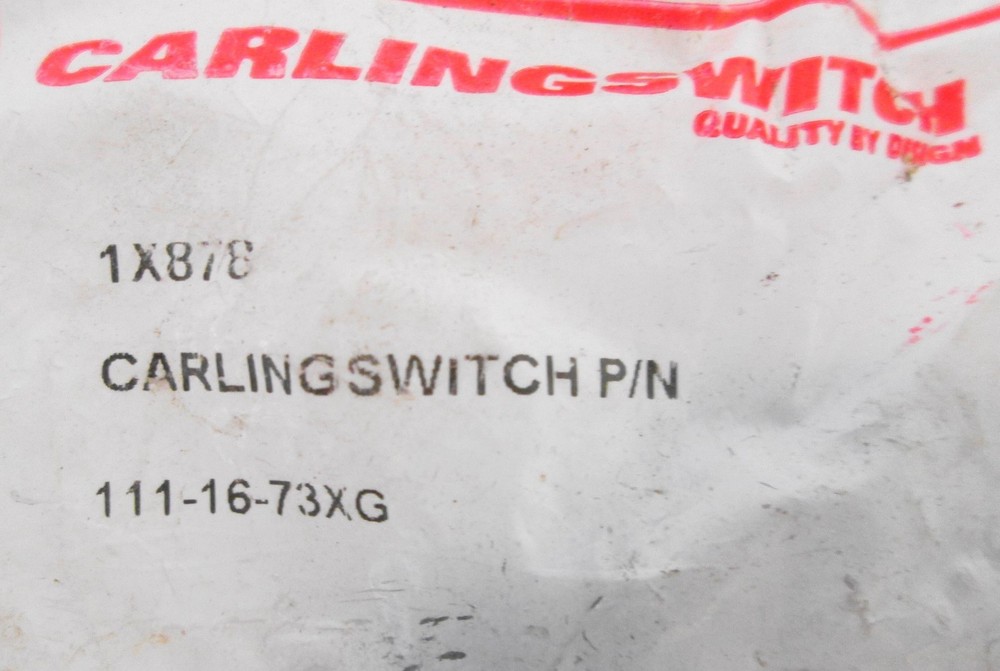 CARLINGSWITCH
QUALITY BY DESIGN
1X878
CARLINGSWITCH P/N
111-16-73XG